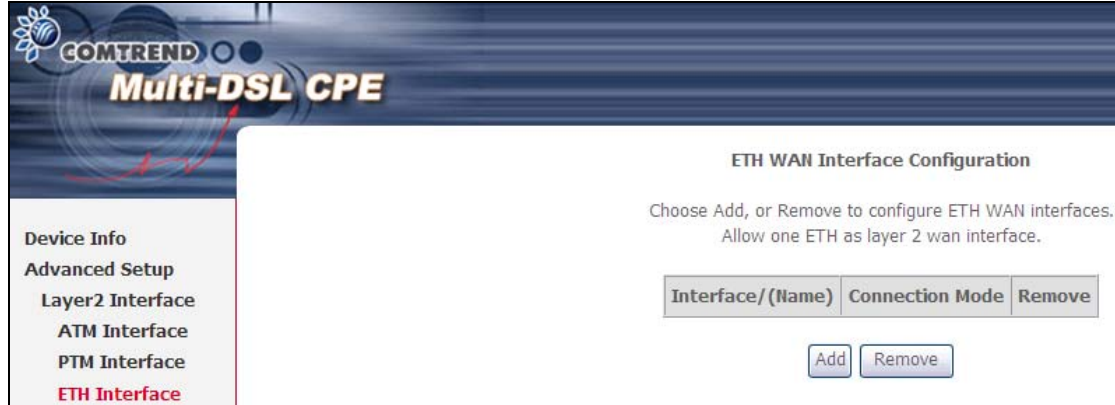 COMTREND
Multi-DSL CPE
Device Info
Advanced Setup
Layer2 Interface
ATM Interface
PTM Interface
ETH Interface
ETH WAN Interface Configuration
Choose Add, or Remove to configure ETH WAN interfaces.
Allow one ETH as layer 2 wan interface.
Interface/(Name) Connection Mode Remove
Add Remove